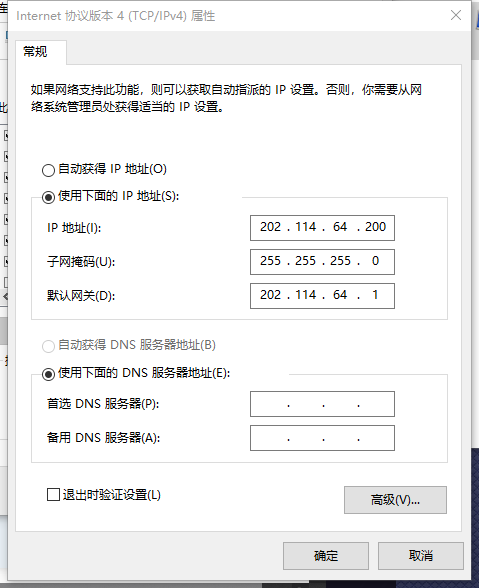 Internet 协议版本 4 (TCP/IPv4) 属性
常规
如果网络支持此功能，则可以获取自动指派的 IP 设置。否则，你需要从网
络系统管理员处获得适当的 IP 设置。
自动获得 IP 地址(O)
使用下面的 IP 地址(S):
IP 地址(I): 202 . 114 . 64 . 200
子网掩码(U): 255 . 255 . 255 . 0
默认网关(D): 202 . 114 . 64 . 1
自动获得 DNS 服务器地址(B)
使用下面的 DNS 服务器地址(E):
首选 DNS 服务器(P): . . .
备用 DNS 服务器(A): . . .
退出时验证设置(L)
高级(V)...
确定 取消